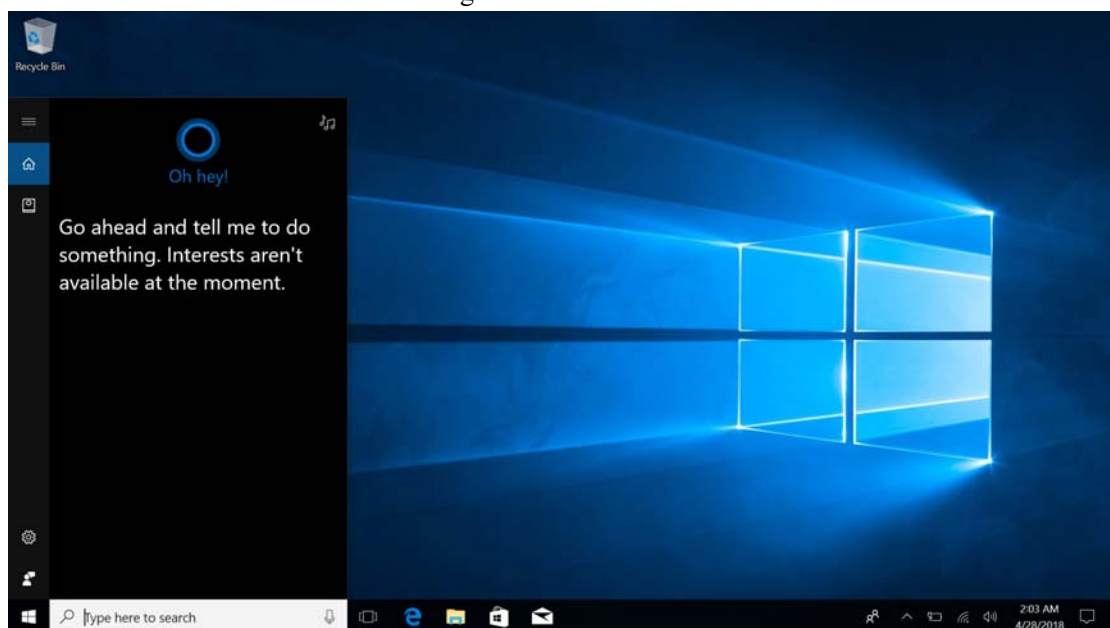 Recycle Bin
Oh hey!
Go ahead and tell me to do
something. Interests aren't
available at the moment.
Type here to search
2:03 AM
4/28/2018